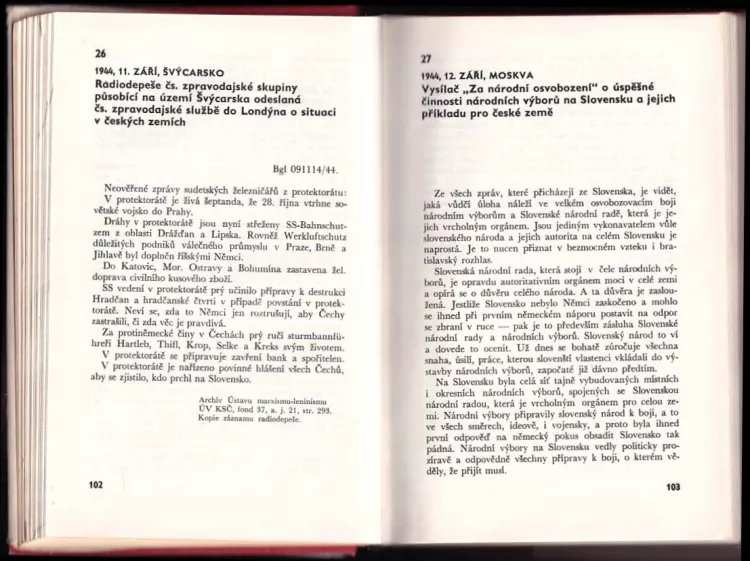 26
1944, 11. ZÁŘÍ, ŠVÝCARSKO
Radiodepeše čs. zpravodajské skupiny
působící na území Švýcarska odeslaná
čs. zpravodajské službě do Londýna o situaci
v českých zemích
Bgl 091114/44.
Neověřené zprávy sudetských železničářů z protektorátu:
V protektorátě je živá šeptanda, že 28. října vtrhne so-
větské vojsko do Prahy.
Dráhy v protektorátě jsou nyní střeženy SS-Bahnschut-
zem z oblasti Drážďan a Lipska. Rovněž Werkluftschutz
důležitých podniků válečného průmyslu v Praze, Brně a
Jihlavě byl doplněn říšskými Němci.
Do Katovic, Mor. Ostravy a Bohumína zastavena žel.
doprava civilního kusového zboží.
SS vedení v protektorátě prý učinilo přípravy k destrukci
Hradčan a hradčanské čtvrti v případě povstání v protek-
torátě. Neví se, zda to Němci jen roztrušují, aby Čechy
zastrašili, či zda věc je pravdivá.
Za protiněmecké činy v Čechách prý ručí sturmbannfü-
hreři Hartleb, Thifl, Krop, Selke a Kreks svým životem.
V protektorátě se připravuje zavření bank a spořitelen.
V protektorátě je nařízeno povinné hlášení všech Čechů,
aby se zjistilo, kdo prchl na Slovensko.
Archív Ústavu marxismu-leninismu
ÚV KSČ, fond 37, a. j. 21, str. 293.
Kopie záznamu radiodepeše.
102
27
1944, 12. ZÁŘÍ, MOSKVA
Vysílač „Za národní osvobození“ o úspěšné
činnosti národních výborů na Slovensku a jejich
příkladu pro české země
Ze všech zpráv, které přicházejí ze Slovenska, je vidět,
jaká vůdčí úloha náleží ve velkém osvobozovacím boji
národním výborům a Slovenské národní radě, která je je-
jich vrcholným orgánem. Jsou jediným vykonavatelem vůle
slovenského národa a jejich autorita na celém Slovensku je
naprostá. Je to nucen přiznat v bezmocném vzteku i bra-
tislavský rozhlas.
Slovenská národní rada, která stojí v čele národních vý-
borů, je opravdu autoritativním orgánem moci v celé zemi
a opírá se o důvěru celého národa. A ta důvěra je zaslou-
žená. Jestliže Slovensko nebylo Němci zaskočeno a mohlo
se ihned při prvním německém náporu postavit na odpor
se zbraní v ruce — pak je to především zásluha Slovenské
národní rady a národních výborů. Slovenský národ to ví
a dovede to ocenit. Už dnes se bohatě zúročuje všechna
snaha, úsilí, práce, kterou slovenští vlastenci vkládali do vý-
stavby národních výborů, započaté již dávno předtím.
Na Slovensku byla celá síť tajně vybudovaných místních
i okresních národních výborů, spojených se Slovenskou
národní radou, která je vrcholným orgánem pro celou ze-
mi. Národní výbory připravily slovenský národ k boji, a to
ve všech směrech, ideově, i vojensky, a proto byla ihned
první odpověď na německý pokus obsadit Slovensko tak
pádná. Národní výbory na Slovensku vedly politicky pro-
zíravě a odpovědně všechny přípravy k boji, o kterém vě-
děly, že přijít musí.
103